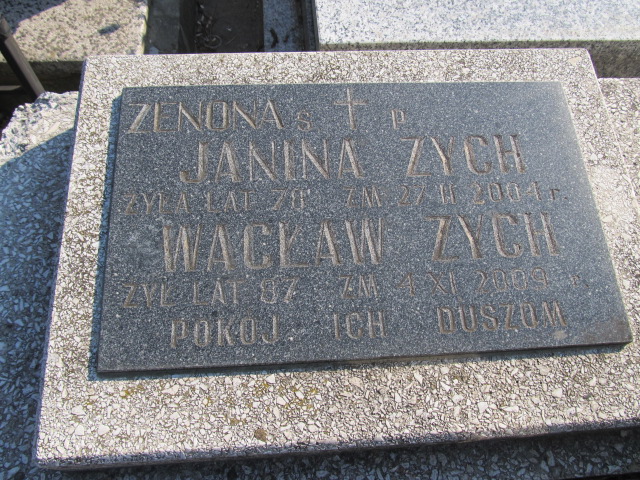 ZENONA Ś † P
JANINA ZYCH
ŻYŁA LAT 78 ZM 27 II 2004 r.
WACŁAW ZYCH
ŻYŁ LAT 87 ZM 4 XI 2009 r.
POKÓJ ICH DUSZOM